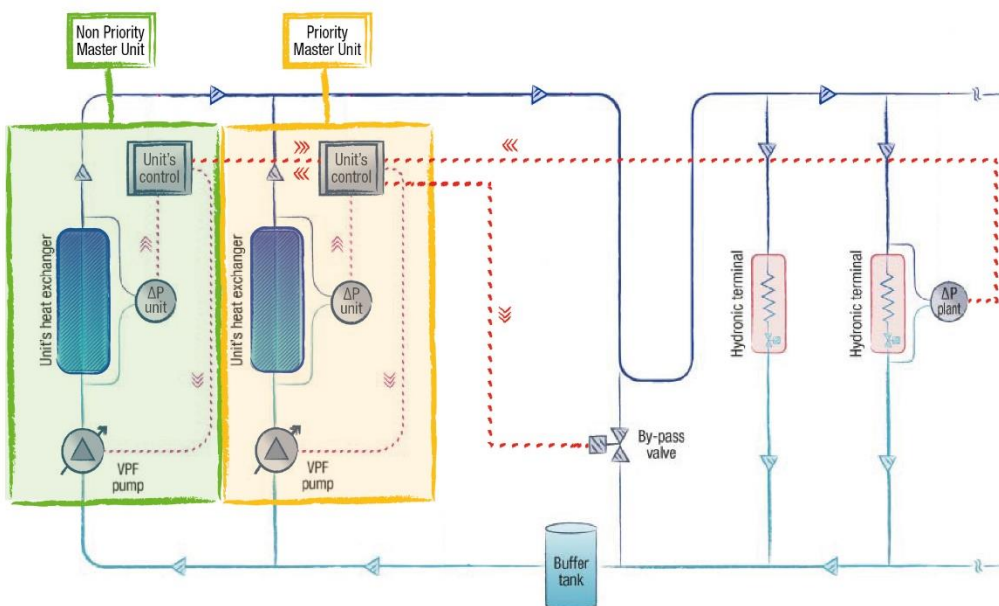 Non Priority
Master Unit
Priority
Master Unit
Unit's
control
Unit's
control
Unit's heat exchanger
ΔP
unit
Unit's heat exchanger
ΔP
unit
Hydronic terminal
Hydronic terminal
ΔP
plant
VPF
pump
VPF
pump
By-pass
valve
Buffer
tank